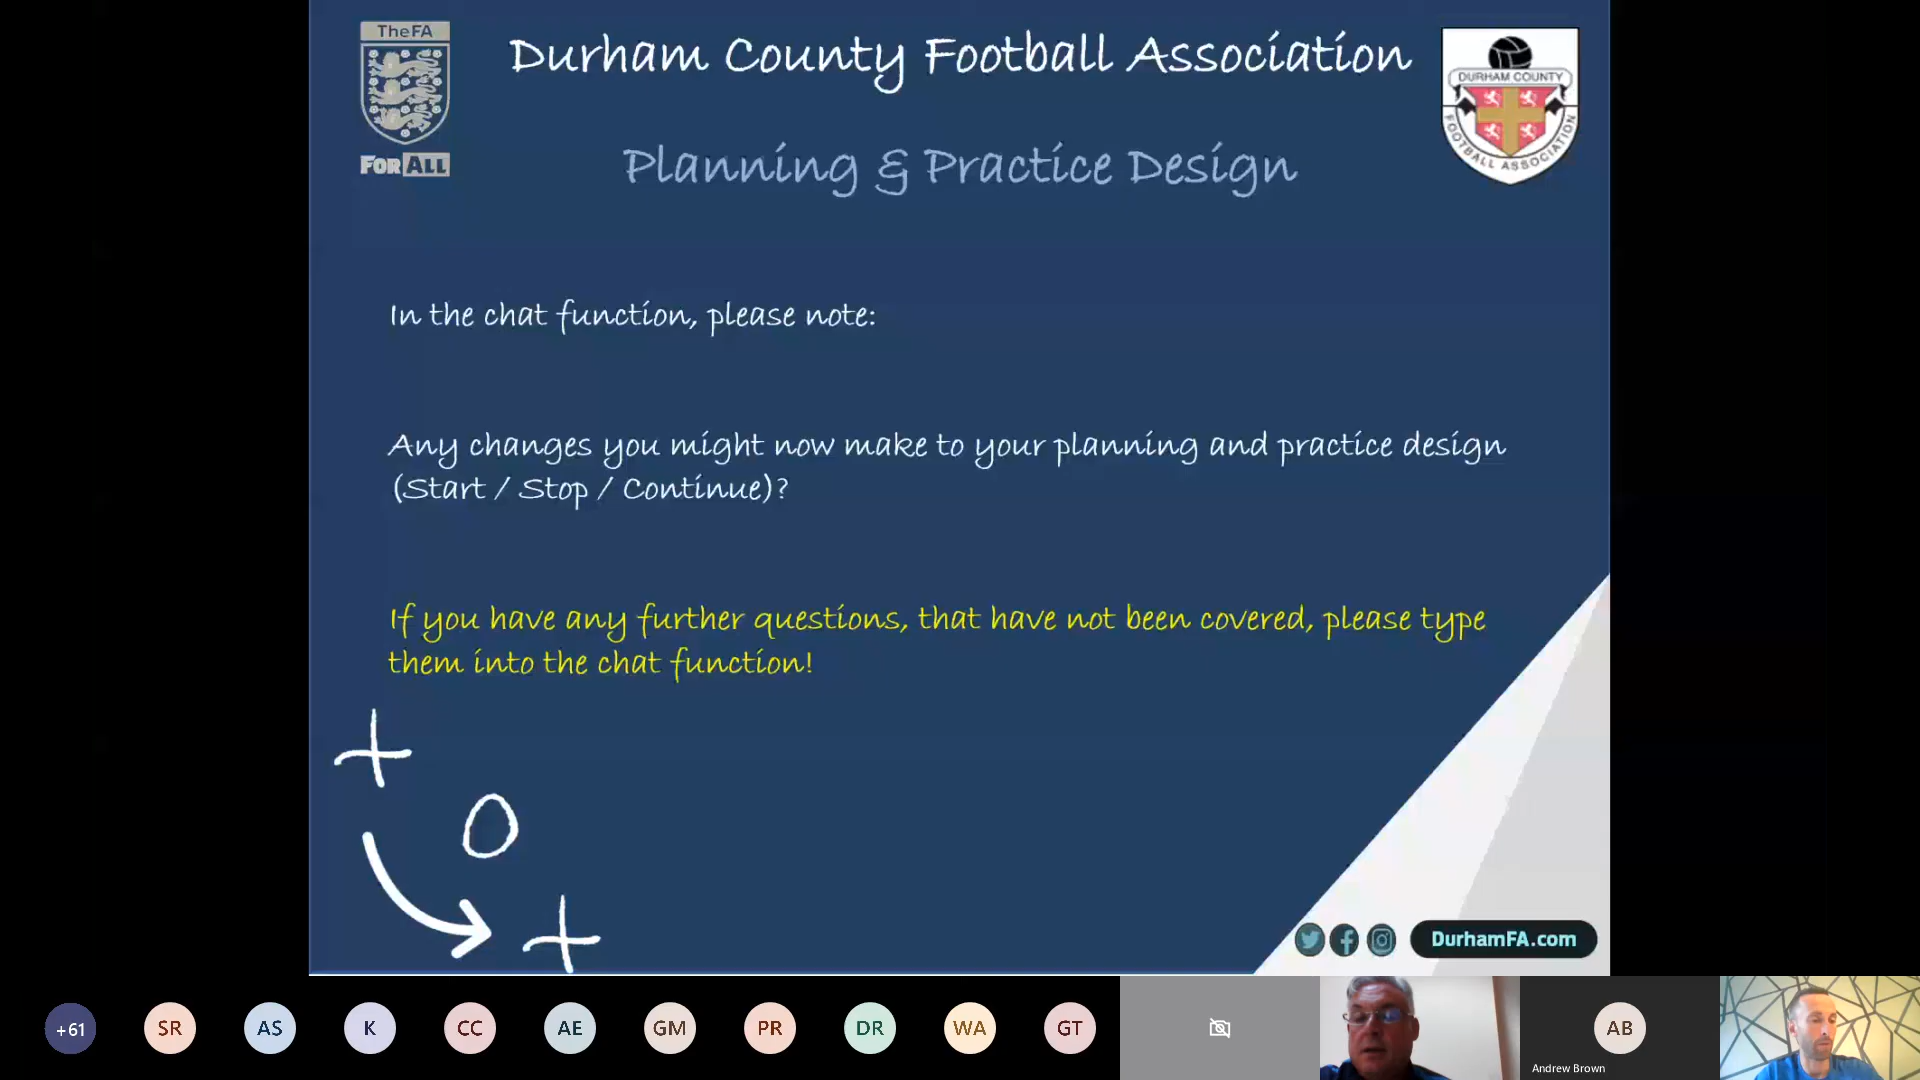 TheFA
FOR ALL
Durham County Football Association
DURHAM COUNTY
FOOTBALL ASSOCIATION
Planning & Practice Design
In the chat function, please note:
Any changes you might now make to your planning and practice design
(Start / Stop / Continue)?
If you have any further questions, that have not been covered, please type
them into the chat function!
DurhamFA.com
+61
SR
AS
K
CC
AE
GM
PR
DR
WA
GT
AB
Andrew Brown